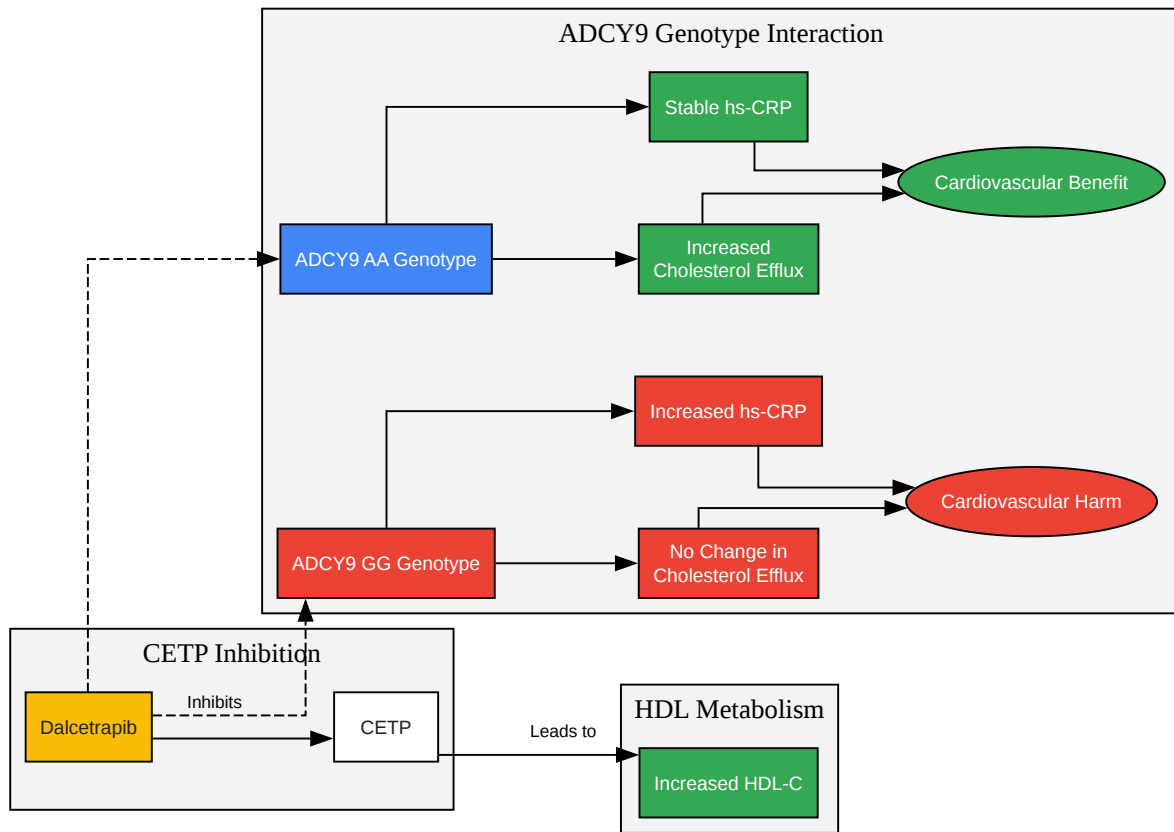 ADCY9 Genotype Interaction
Stable hs-CRP
Cardiovascular Benefit
ADCY9 AA Genotype
Increased
Cholesterol Efflux
Increased hs-CRP
Cardiovascular Harm
ADCY9 GG Genotype
No Change in
Cholesterol Efflux
CETP Inhibition
Inhibits
Dalcetrapib
CETP
Leads to
HDL Metabolism
Increased HDL-C